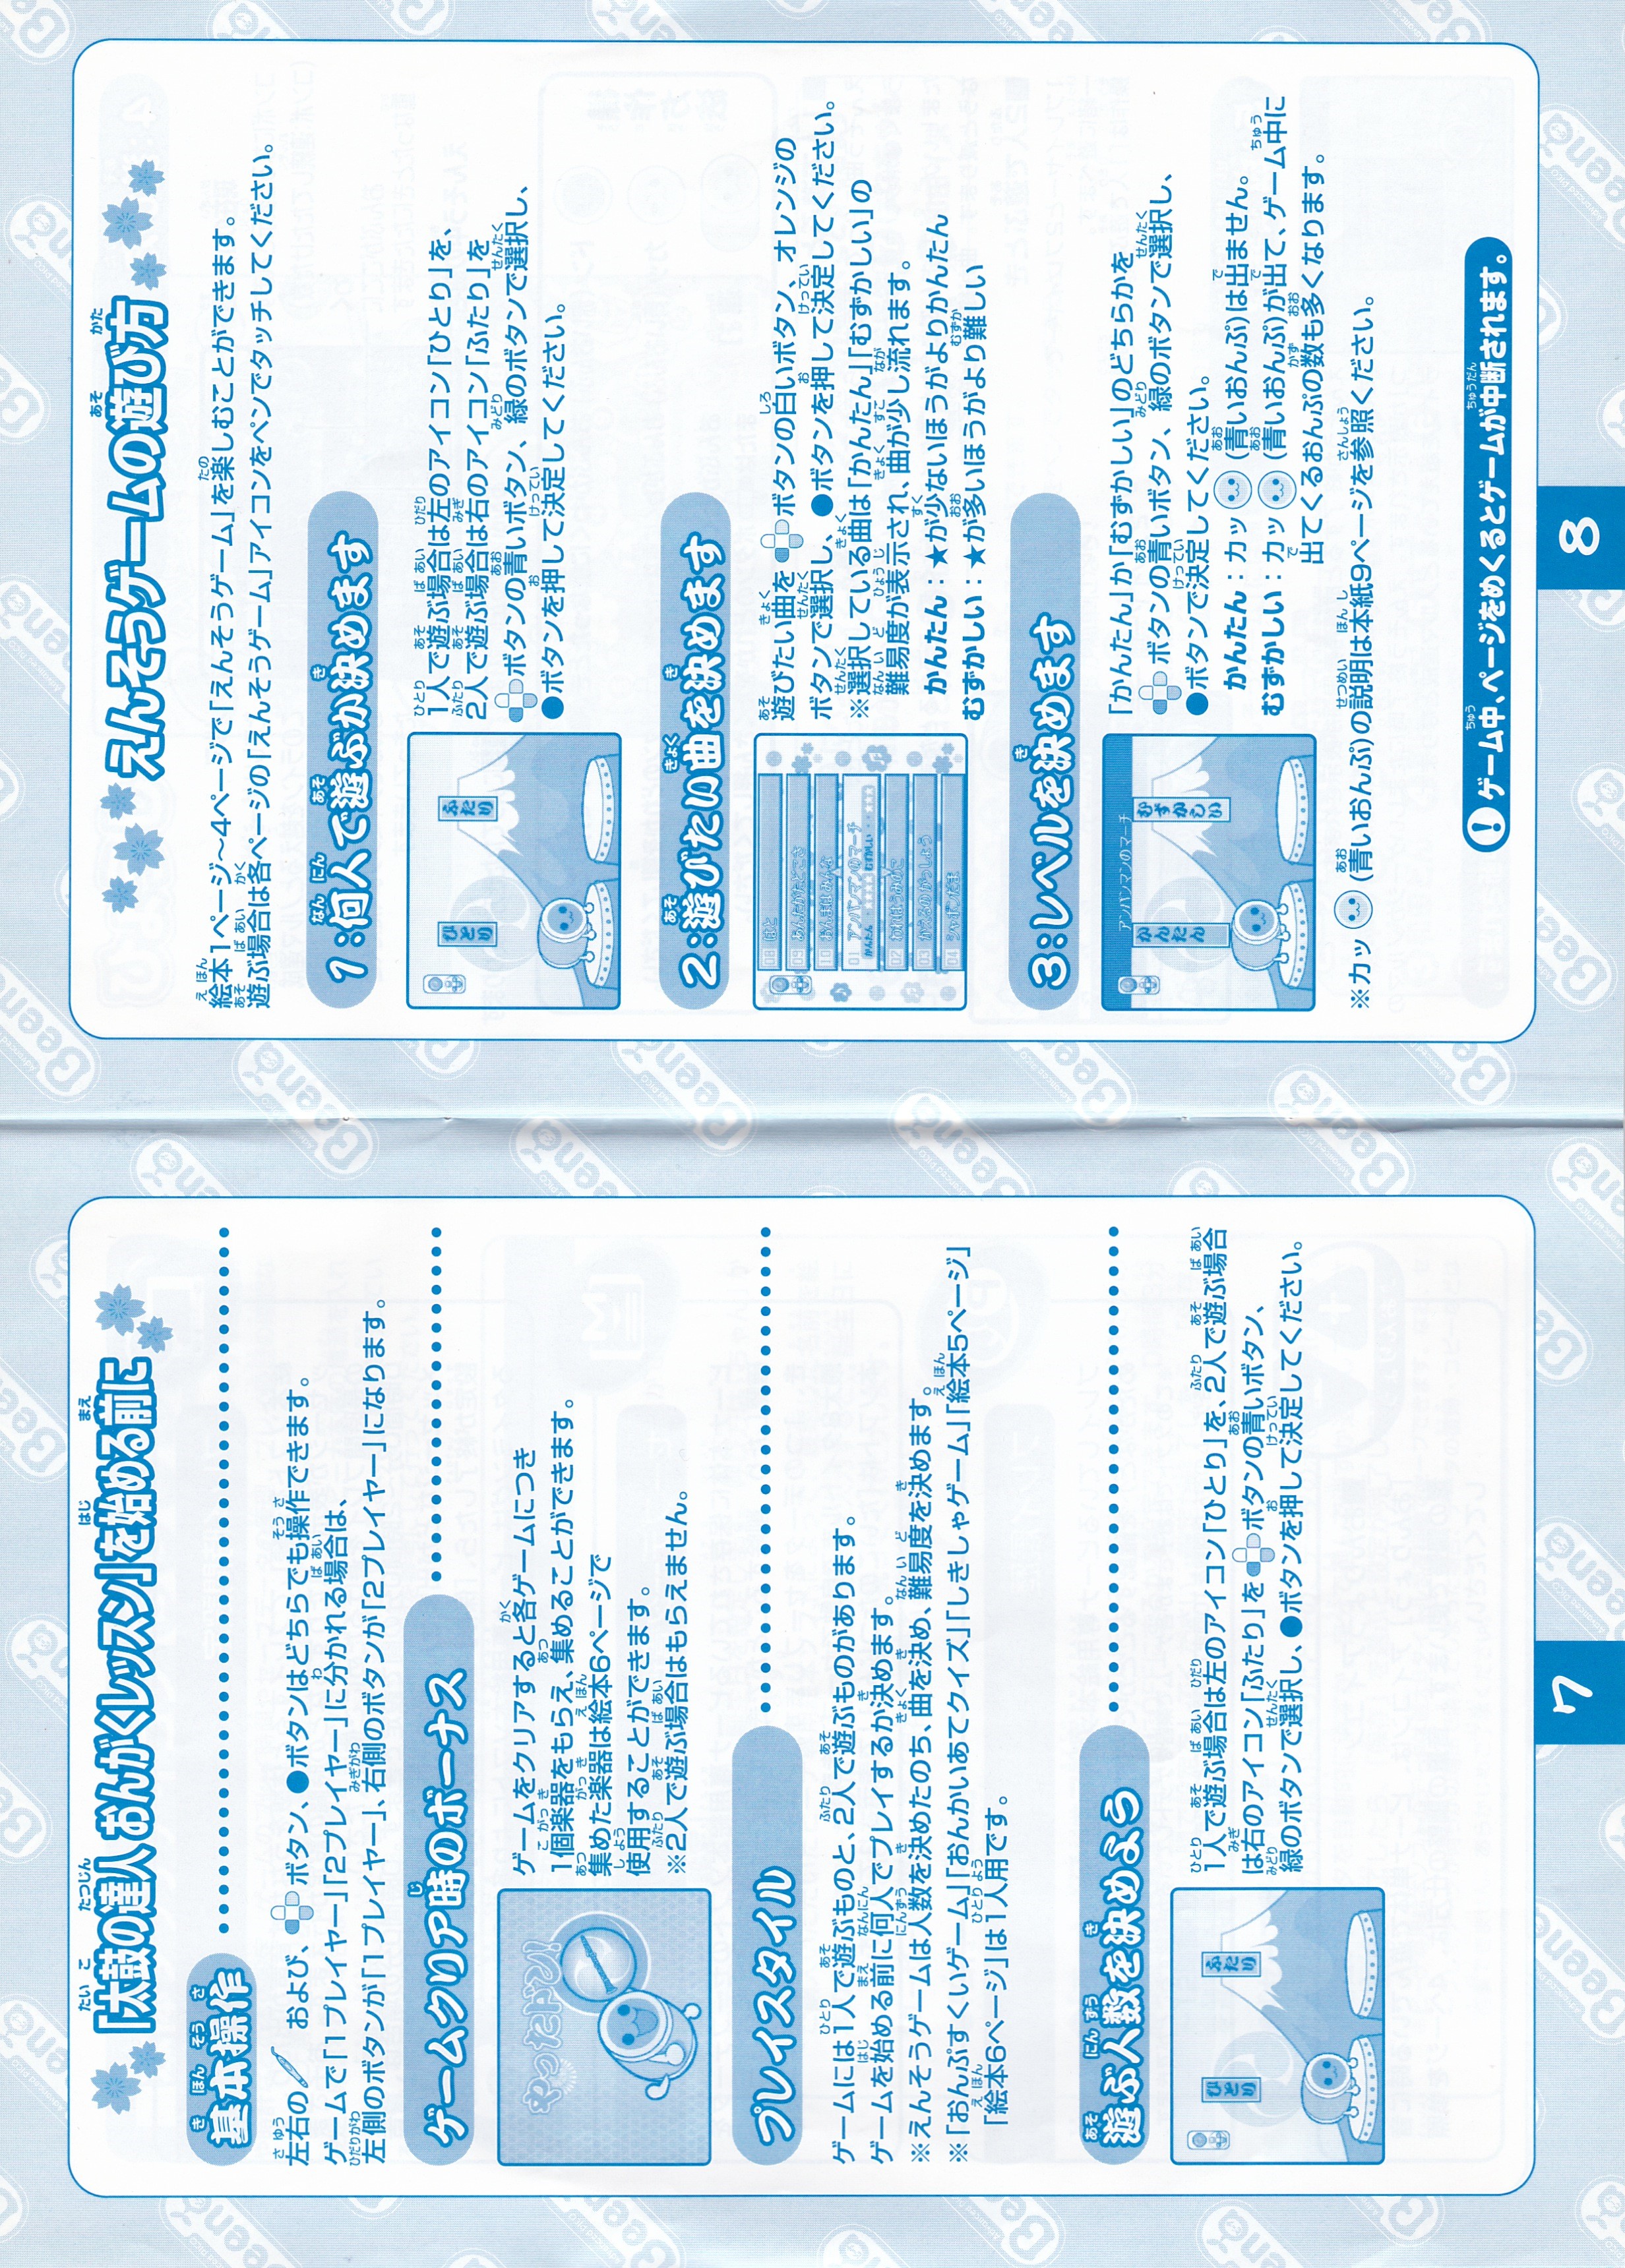 「太鼓の達人 おんがくレッスン」を始める前に
基本操作
左右の およひ、 ボタン、●ボタンはどちらでも操作できます。
ゲームで「1プレイヤー」「2プレイヤー」に分かれる場合は、
左側のボタンが「1プレイヤー」、右側のボタンが「2プレイヤー」になります。
ゲームクリア時のボーナス
やったドン!
ゲームをクリアすると各ゲームにつき
1個楽器をもらえ、集めることができます。
集めた楽器は絵本6ページで
使用することができます。
※2人で遊ぶ場合はもらえません。
プレイスタイル
ゲームには1人で遊ぶものと、2人で遊ぶものがあります。
ゲームを始める前に何人でプレイするか決めます。
※えんそうゲームは人数を決めたのち、曲を決め、難易度を決めます。
※「おんぷすくいゲーム」「おんかいあてクイズ」「しきしゃゲーム」「絵本5ページ」
「絵本6ページ」は1人用です。
遊ぶ人数を決めよう
ひとり
ふたり
1人で遊ぶ場合は左のアイコン「ひとり」を、2人で遊ぶ場合
は右のアイコン「ふたり」を ボタンの青いボタン、
緑のボタンで選択し、●ボタンを押して決定してください。
7
えんそうゲームの遊び方
絵本1ページ～4ページで「えんそうゲーム」を楽しむことができます。
遊ぶ場合は各ページの「えんそうゲーム」アイコンをペンでタッチしてください。
1:何人で遊ぶか決めます
ひとり
ふたり
1人で遊ぶ場合は左のアイコン「ひとり」を、
2人で遊ぶ場合は右のアイコン「ふたり」を
ボタンの青いボタン、緑のボタンで選択し、
●ボタンを押して決定してください。
2:遊びたい曲を決めます
08 はと
09 あんたがたどこさ
10 おんまはみんな
01 アンパンマンのマーチ
かんたん ・★★★★ むずかしい ・・★★★
02 われはうみのこ
03 かえるのがっしょう
04 シャボンだま
遊びたい曲を ボタンの白いボタン、オレンジの
ボタンで選択し、●ボタンを押して決定してください。
※選択している曲は「かんたん」「むずかしい」の
難易度が表示され、曲が少し流れます。
かんたん：★が少ないほうがよりかんたん
むずかしい：★が多いほうがより難しい
3:レベルを決めます
アンパンマンのマーチ
かんたん
むずかしい
「かんたん」か「むずかしい」のどちらかを
ボタンの青いボタン、緑のボタンで選択し、
●ボタンで決定してください。
かんたん：カッ (青いおんぷ)は出ません。
むずかしい：カッ (青いおんぷ)が出て、ゲーム中に
出てくるおんぷの数も多くなります。
※カッ (青いおんぷ)の説明は本紙9ページを参照ください。
! ゲーム中、ページをめくるとゲームが中断されます。
8